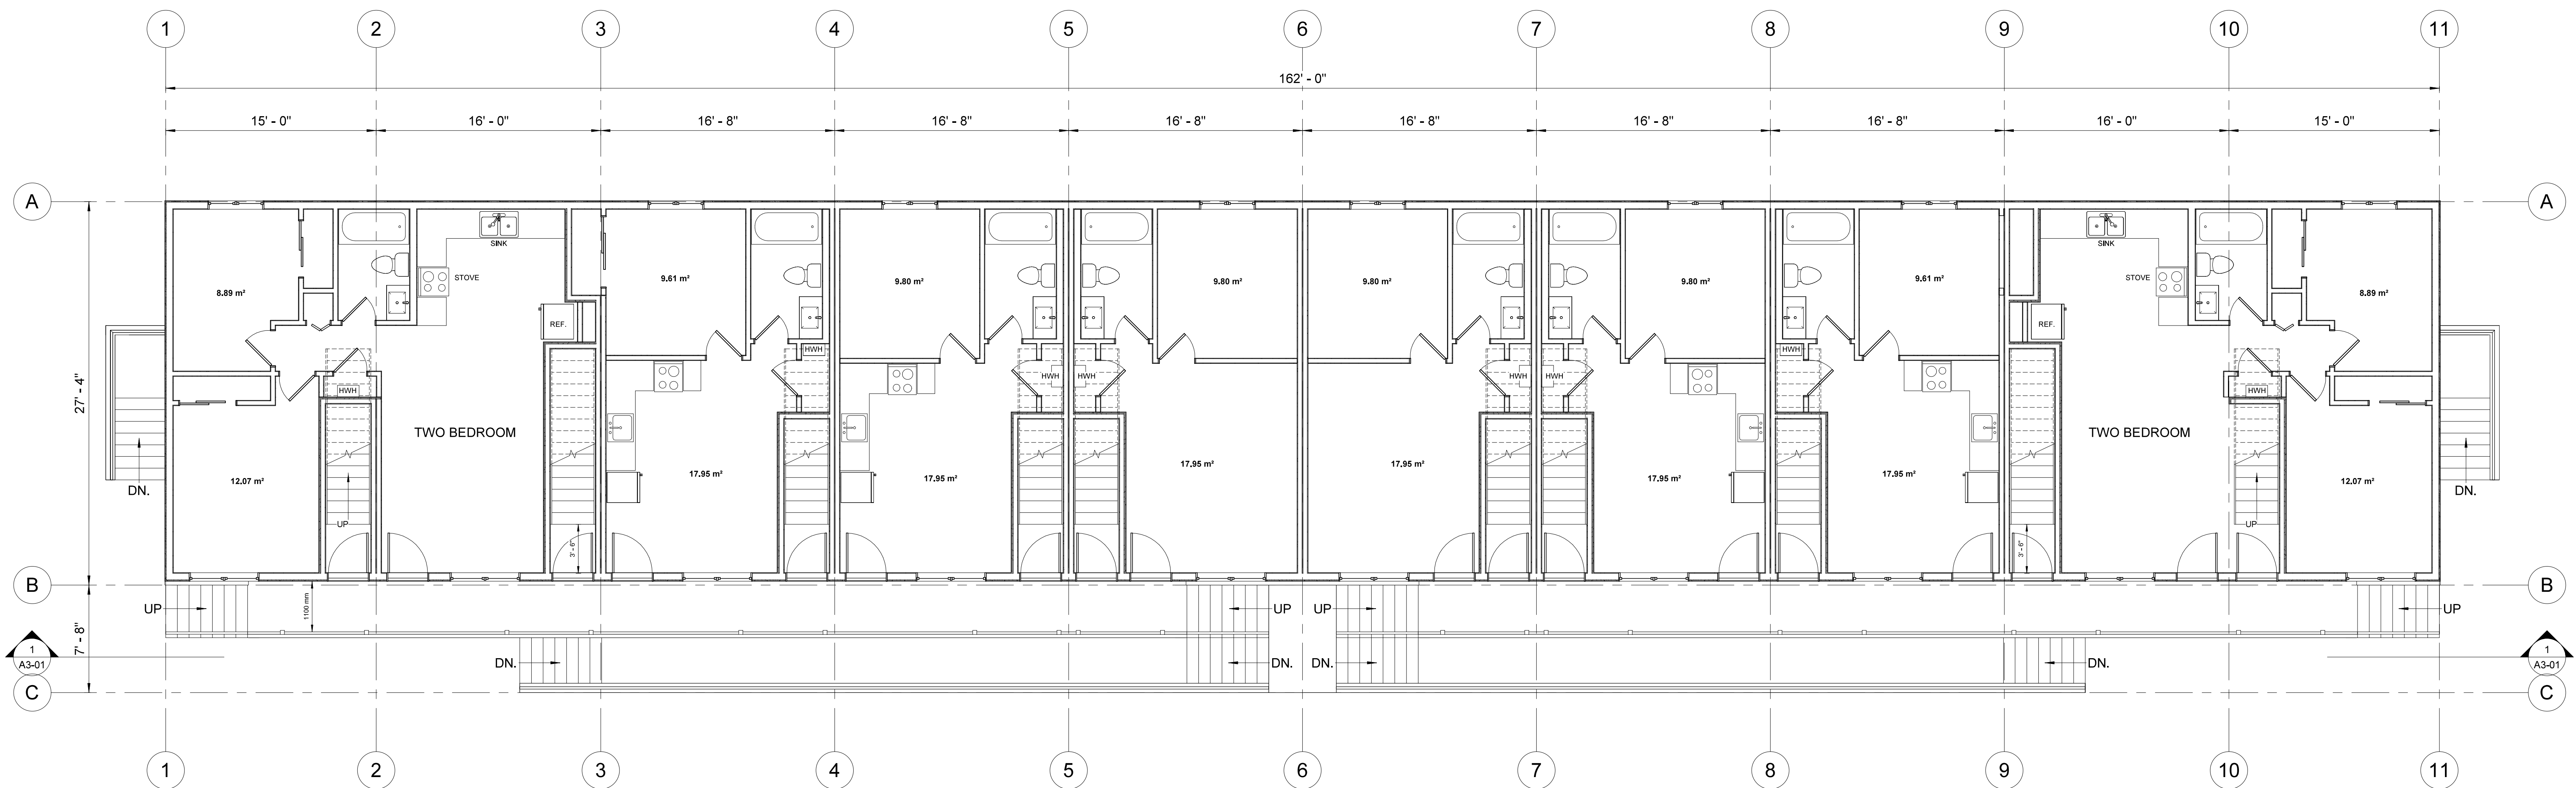 1 2 3 4 5 6 7 8 9 10 11
162' - 0"
15' - 0" 16' - 0" 16' - 8" 16' - 8" 16' - 8" 16' - 8" 16' - 8" 16' - 8" 16' - 0" 15' - 0"
A A
SINK SINK
STOVE STOVE
9.61 m² 9.80 m² 9.80 m² 9.80 m² 9.80 m² 9.61 m²
8.89 m² 8.89 m²
REF. REF.
HWH HWH
HWH HWH HWH HWH
HWH HWH
27' - 4"
TWO BEDROOM TWO BEDROOM
17.95 m² 17.95 m²
17.95 m² 17.95 m² 17.95 m² 17.95 m²
12.07 m² 12.07 m²
DN. DN.
UP UP
3' - 6" 3' - 6"
B B
1100 mm
UP UP UP UP
7' - 8"
1 1
A3-01 A3-01
DN. DN. DN. DN.
C C
1 2 3 4 5 6 7 8 9 10 11